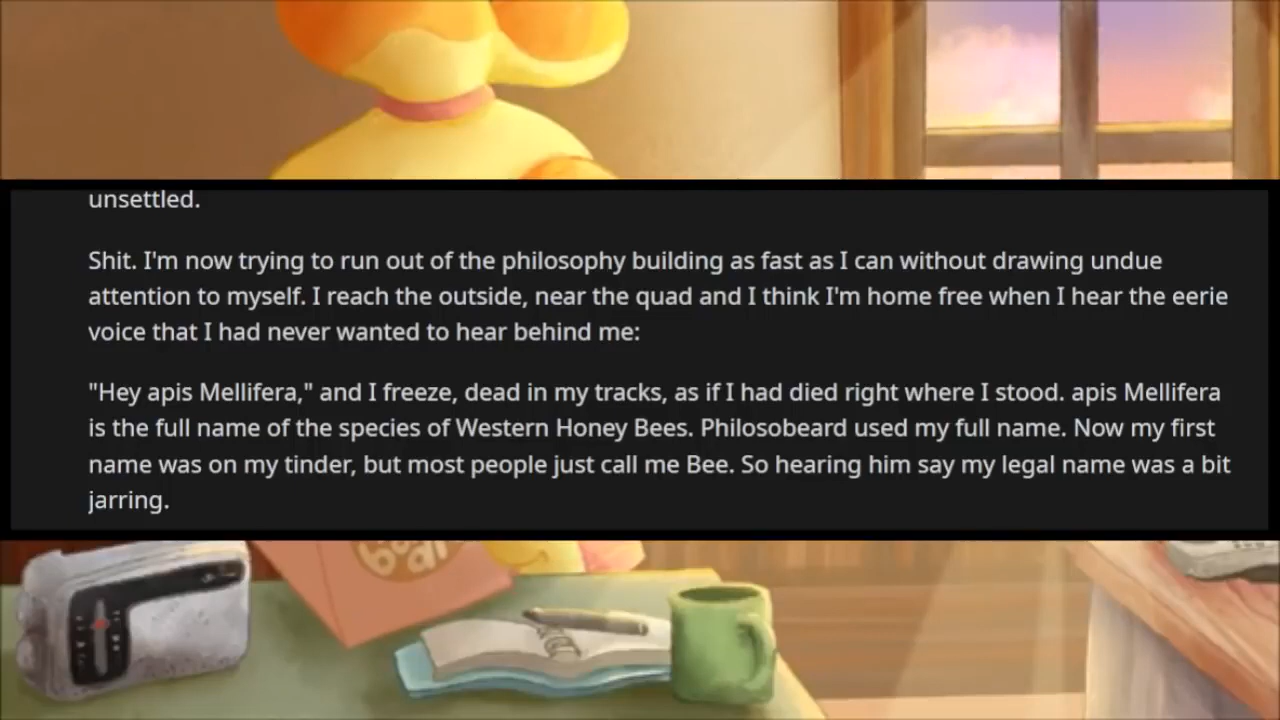 unsettled.
Shit. I'm now trying to run out of the philosophy building as fast as I can without drawing undue
attention to myself. I reach the outside, near the quad and I think I'm home free when I hear the eerie
voice that I had never wanted to hear behind me:
"Hey apis Mellifera," and I freeze, dead in my tracks, as if I had died right where I stood. apis Mellifera
is the full name of the species of Western Honey Bees. Philosobeard used my full name. Now my first
name was on my tinder, but most people just call me Bee. So hearing him say my legal name was a bit
jarring.